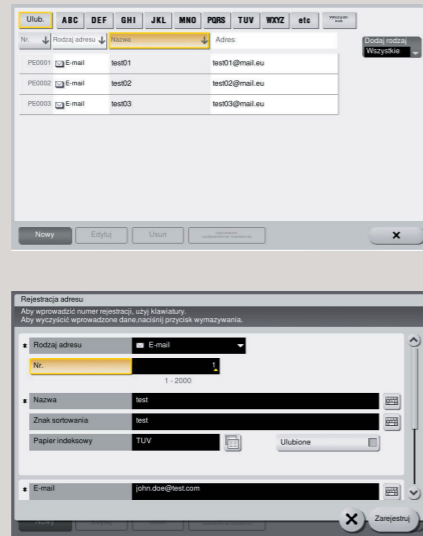 Ulub. ABC DEF GHI JKL MNO PQRS TUV WXYZ etc
Nr. Rodzaj adresu Nazwa Adres
Dodaj rodzaj
Wszystkie
PE0001 E-mail test01 test01@mail.eu
PE0002 E-mail test02 test02@mail.eu
PE0003 E-mail test03 test03@mail.eu
Nowy Edytuj Usuń
Rejestracja adresu
Aby wprowadzić numer rejestracji, użyj klawiatury.
Aby wyczyścić wprowadzone dane,naciśnij przycisk wymazywania.
Rodzaj adresu E-mail
Nr. 1
1 - 2000
Nazwa test
Znak sortowania test
Papier indeksowy TUV Ulubione
E-mail john.doe@test.com
Nowy
Zarejestruj